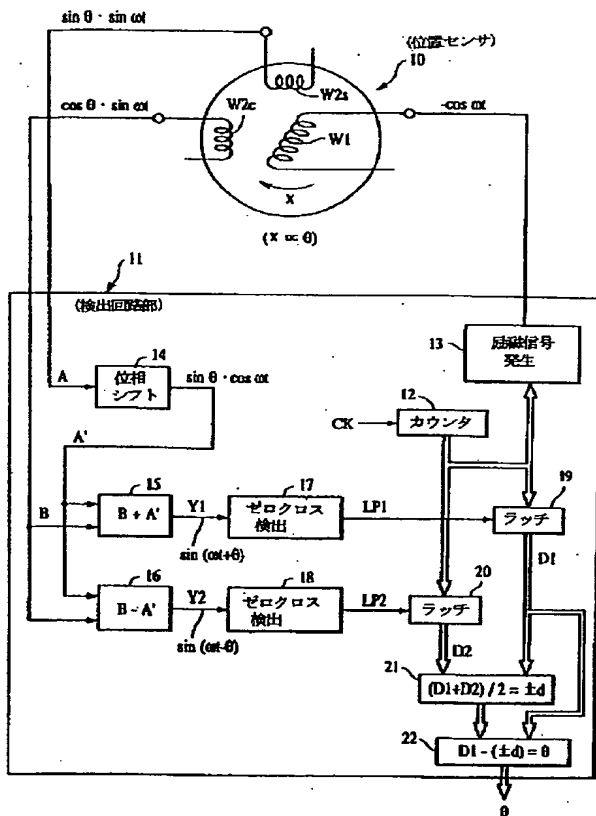 sin θ · sin ωt
(位置センサ)
10
W2s
cos θ · sin ωt
W2c
-cos ωt
W1
X
(x ∝ θ)
11
(検出回路部)
13
励磁信号
発生
14
位相
シフト
A
sin θ · cos ωt
A'
12
CK
カウンタ
15
B + A'
B
Y1
sin (ωt+θ)
17
ゼロクロス
検出
LP1
19
ラッチ
D1
16
B - A'
Y2
sin (ωt-θ)
18
ゼロクロス
検出
LP2
20
ラッチ
D2
21
(D1+D2) / 2 = ±d
22
D1 - (±d) = θ
θ